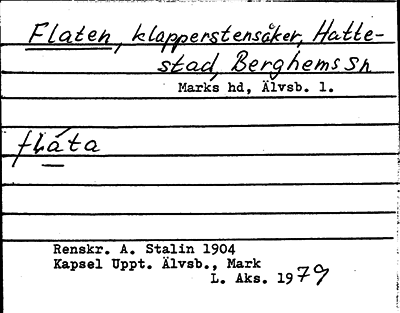 Flaten, klapperstensåker, Hatte-
stad, Berghems sn
Marks hd, Älvsb. l.
flåta
Renskr. A. Stalin 1904
Kapsel Uppt. Älvsb., Mark
L. Aks. 1979